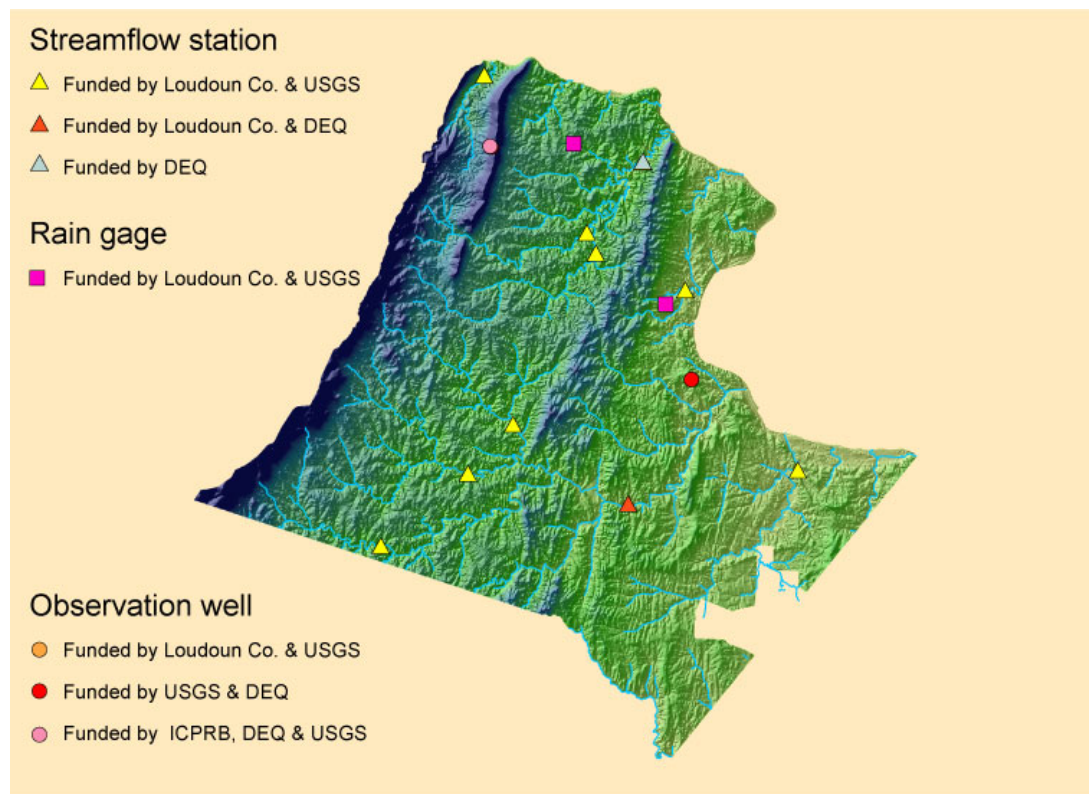 Streamflow station
Funded by Loudoun Co. & USGS
Funded by Loudoun Co. & DEQ
Funded by DEQ
Rain gage
Funded by Loudoun Co. & USGS
Observation well
Funded by Loudoun Co. & USGS
Funded by USGS & DEQ
Funded by ICPRB, DEQ & USGS